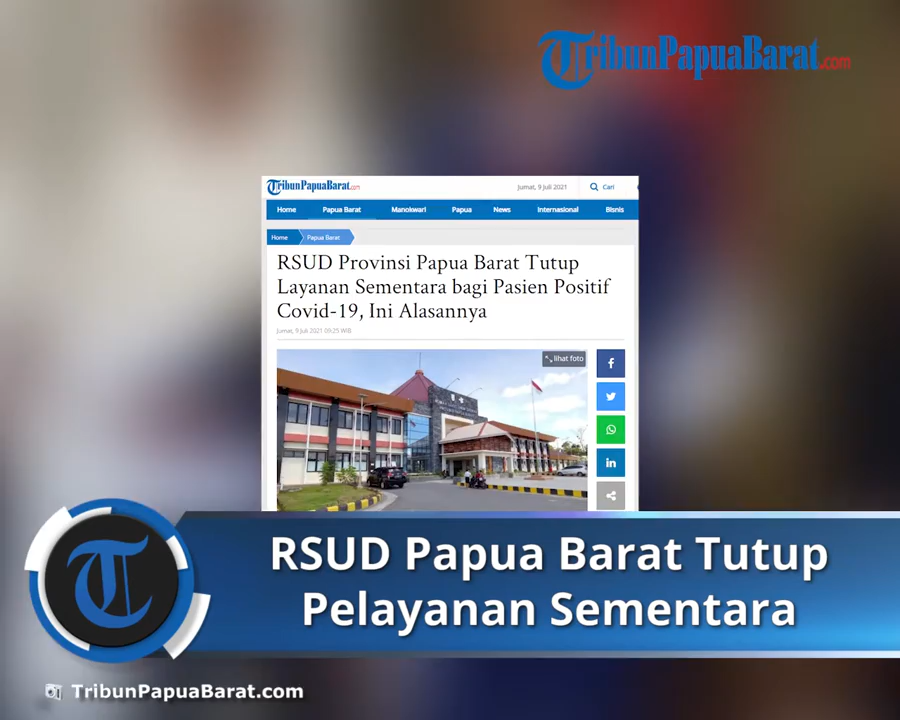 TribunPapuaBarat.com
TribunPapuaBarat.com
Jumat, 9 Juli 2021
Cari
Home Papua Barat Manokwari Papua News Internasional Bisnis
Home Papua Barat
RSUD Provinsi Papua Barat Tutup
Layanan Sementara bagi Pasien Positif
Covid-19, Ini Alasannya
Jumat, 9 Juli 2021 09:25 WIB
lihat foto
RSUD Papua Barat Tutup
Pelayanan Sementara
TribunPapuaBarat.com